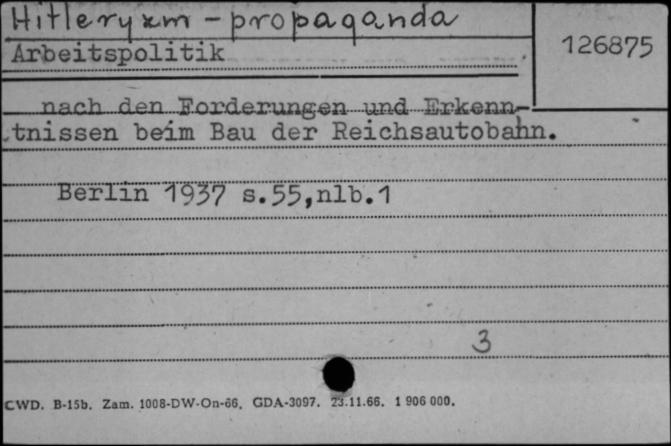 Hitleryzm - propaganda
126875
Arbeitspolitik
nach den Forderungen und Erkenn-
tnissen beim Bau der Reichsautobahn.
Berlin 1937 s.55,nlb.1
3
CWD. B-15b. Zam. 1008-DW-On-66. GDA-3097. 23.11.66. 1 906 000.